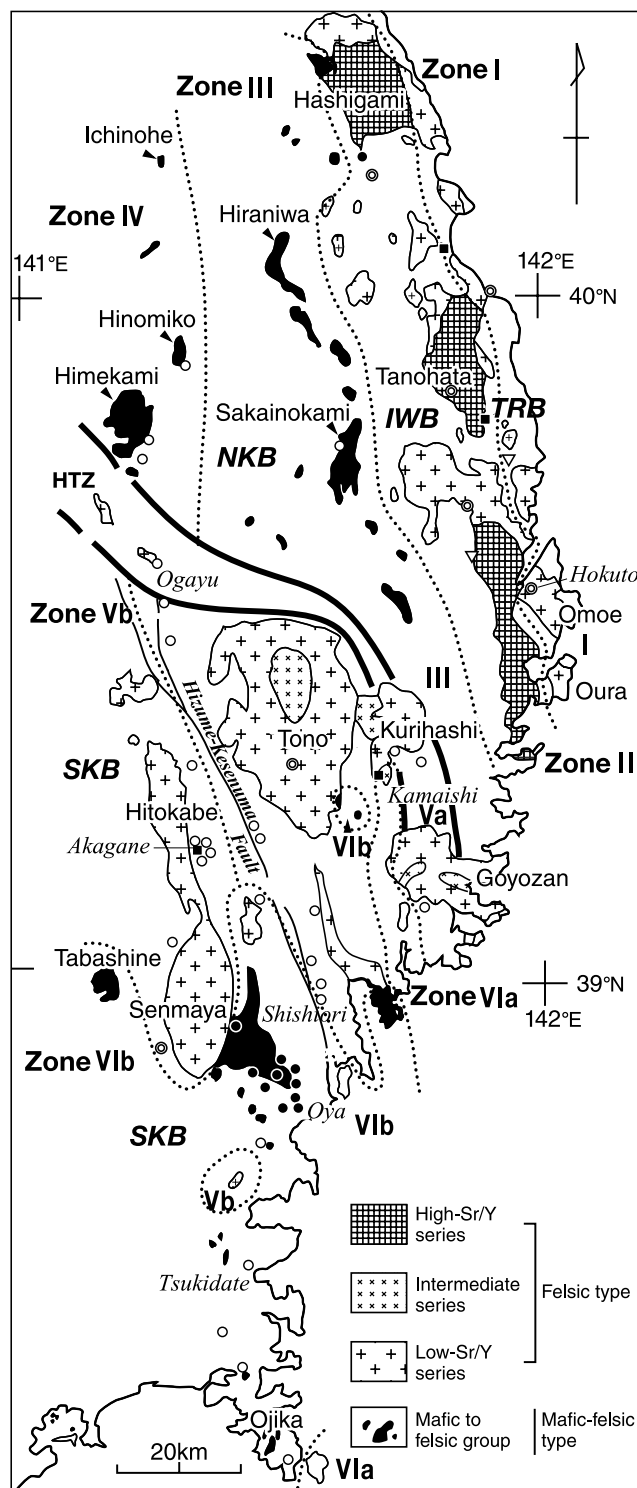 Zone I
Zone III
Hashigami
Ichinohe
Zone IV
Hiraniwa
141°E
142°E
40°N
Hinomiko
Himekami
Tanohata
Sakainokami
IWB
TRB
NKB
HTZ
Ogayu
Hokuto
Omoe
Zone Vb
I
III
Oura
Hizume-Kesenuma
Fault
Tono
Kurihashi
SKB
Zone II
Kamaishi
Hitokabe
Va
Akagane
VIb
Goyozan
Tabashine
39°N
Senmaya
Shishiori
Zone VIa
142°E
Zone VIb
Oya
VIb
SKB
Vb
High-Sr/Y
series
Intermediate
series
Felsic type
Tsukidate
Low-Sr/Y
series
Ojika
Mafic to
felsic group
Mafic-felsic
type
20km
VIa